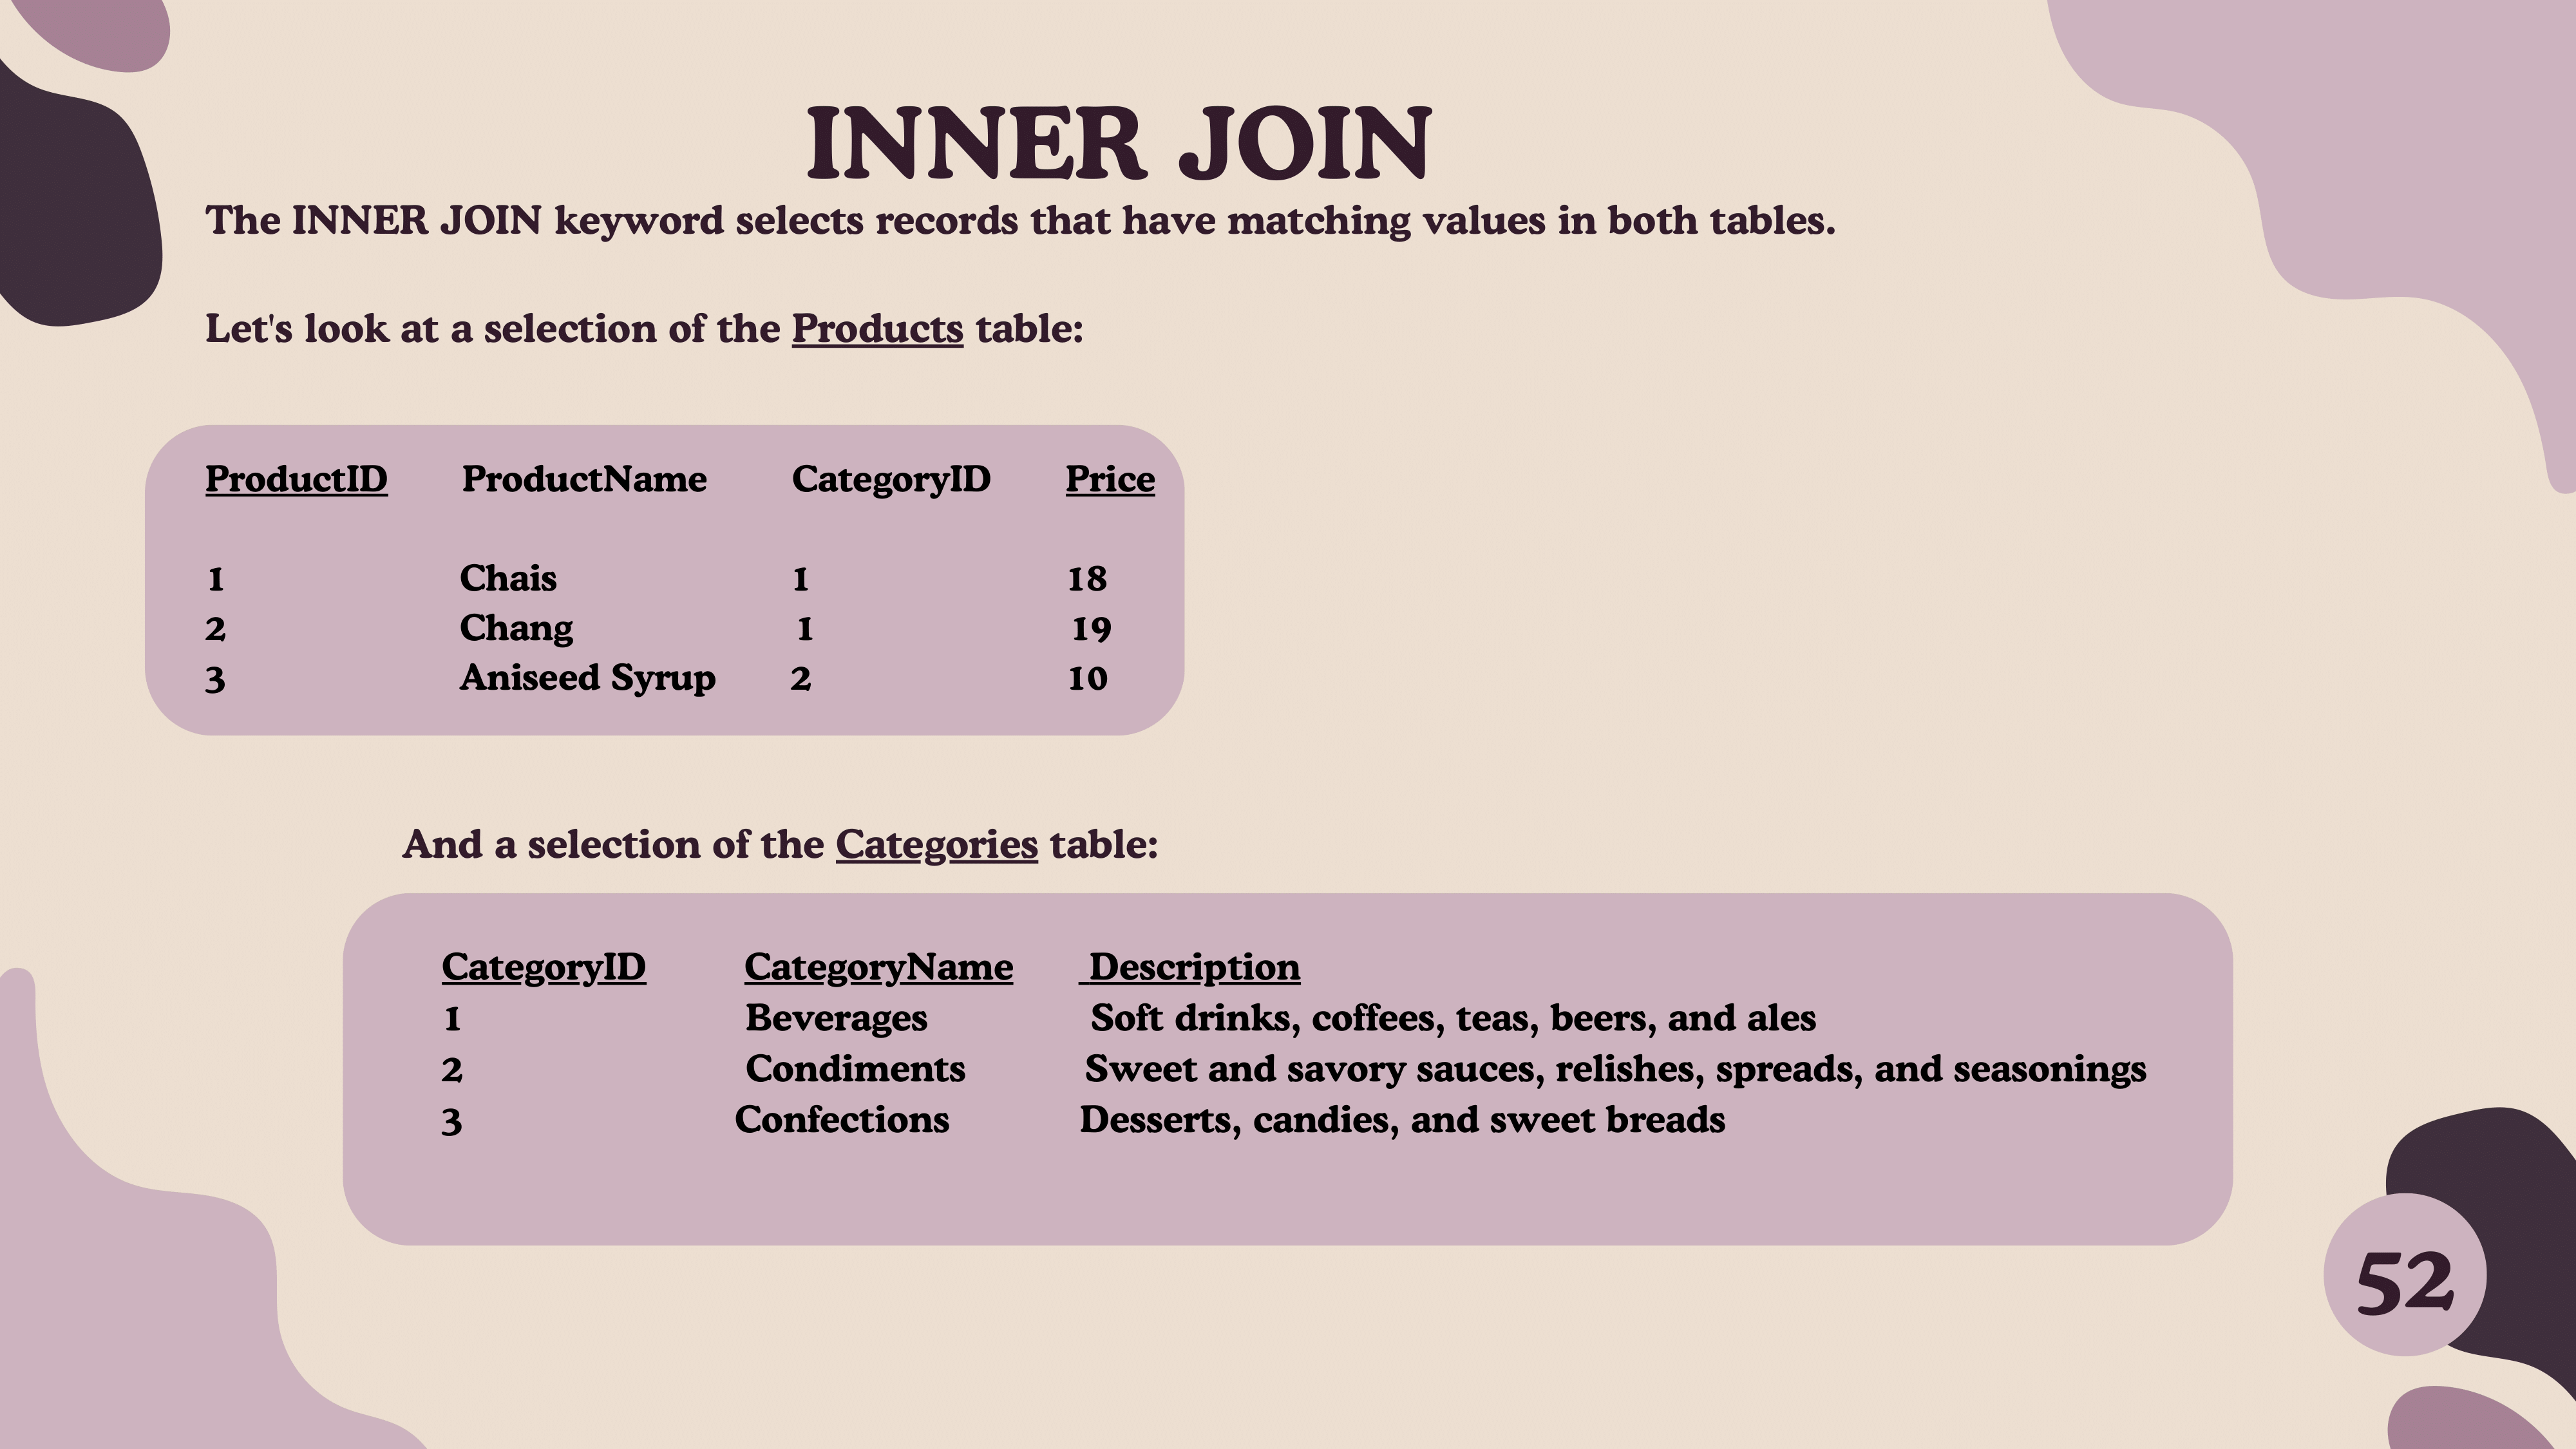 INNER JOIN
The INNER JOIN keyword selects records that have matching values in both tables.
Let's look at a selection of the Products table:
ProductID ProductName CategoryID Price
1 Chais 1 18
2 Chang 1 19
3 Aniseed Syrup 2 10
And a selection of the Categories table:
CategoryID CategoryName Description
1 Beverages Soft drinks, coffees, teas, beers, and ales
2 Condiments Sweet and savory sauces, relishes, spreads, and seasonings
3 Confections Desserts, candies, and sweet breads
52